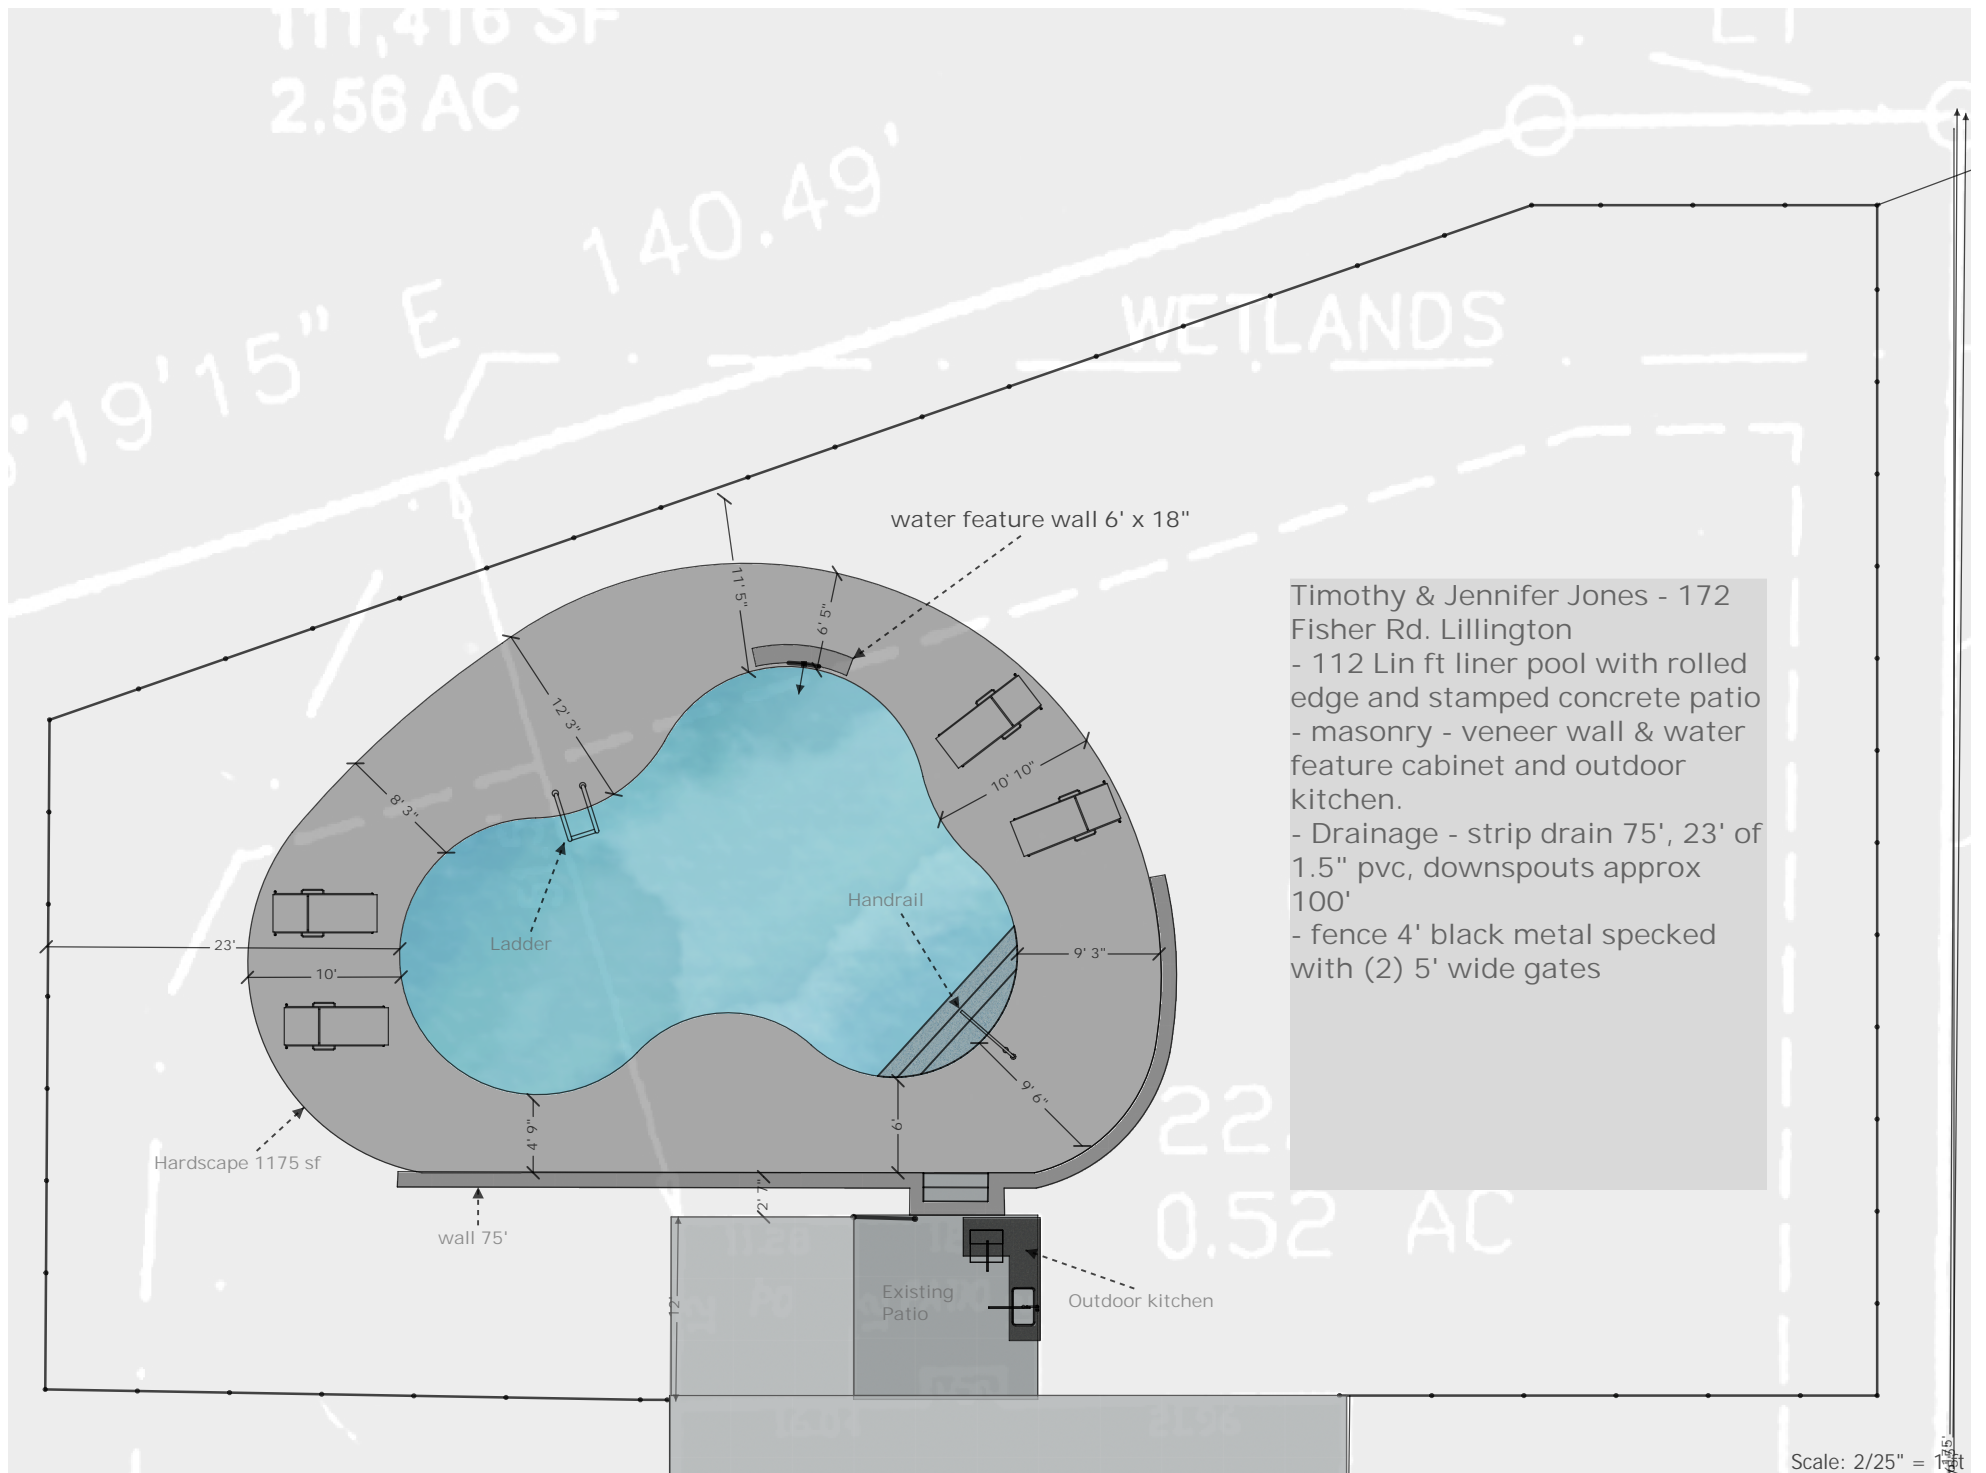 111,416 SF
2.56 AC
140.49'
19'15" E
WETLANDS
water feature wall 6' x 18"
11' 5"
6' 5"
12' 3"
10' 10"
8' 3"
Timothy & Jennifer Jones - 172
Fisher Rd. Lillington
- 112 Lin ft liner pool with rolled
edge and stamped concrete patio
- masonry - veneer wall & water
feature cabinet and outdoor
kitchen.
- Drainage - strip drain 75', 23' of
1.5" pvc, downspouts approx
100'
- fence 4' black metal specked
with (2) 5' wide gates
Handrail
Ladder
23'
10'
9' 3"
9' 6"
4' 9"
6'
Hardscape 1175 sf
2' 7"
wall 75'
22
0.52 AC
12'
Existing
Patio
Outdoor kitchen
Scale: 2/25" =